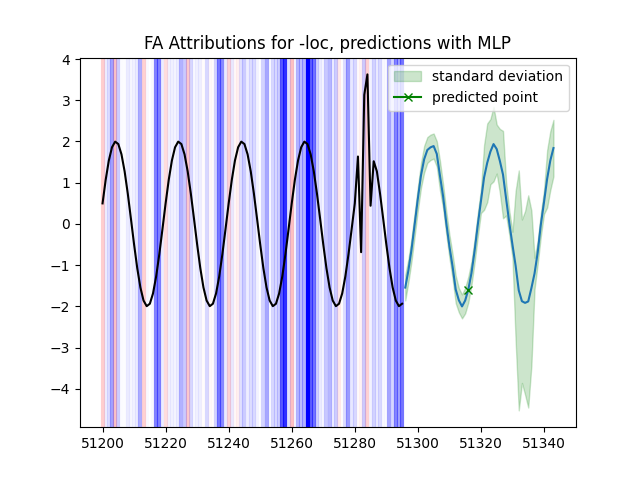 FA Attributions for -loc, predictions with MLP
standard deviation
predicted point
4
3
2
1
0
−1
−2
−3
−4
51200 51220 51240 51260 51280 51300 51320 51340